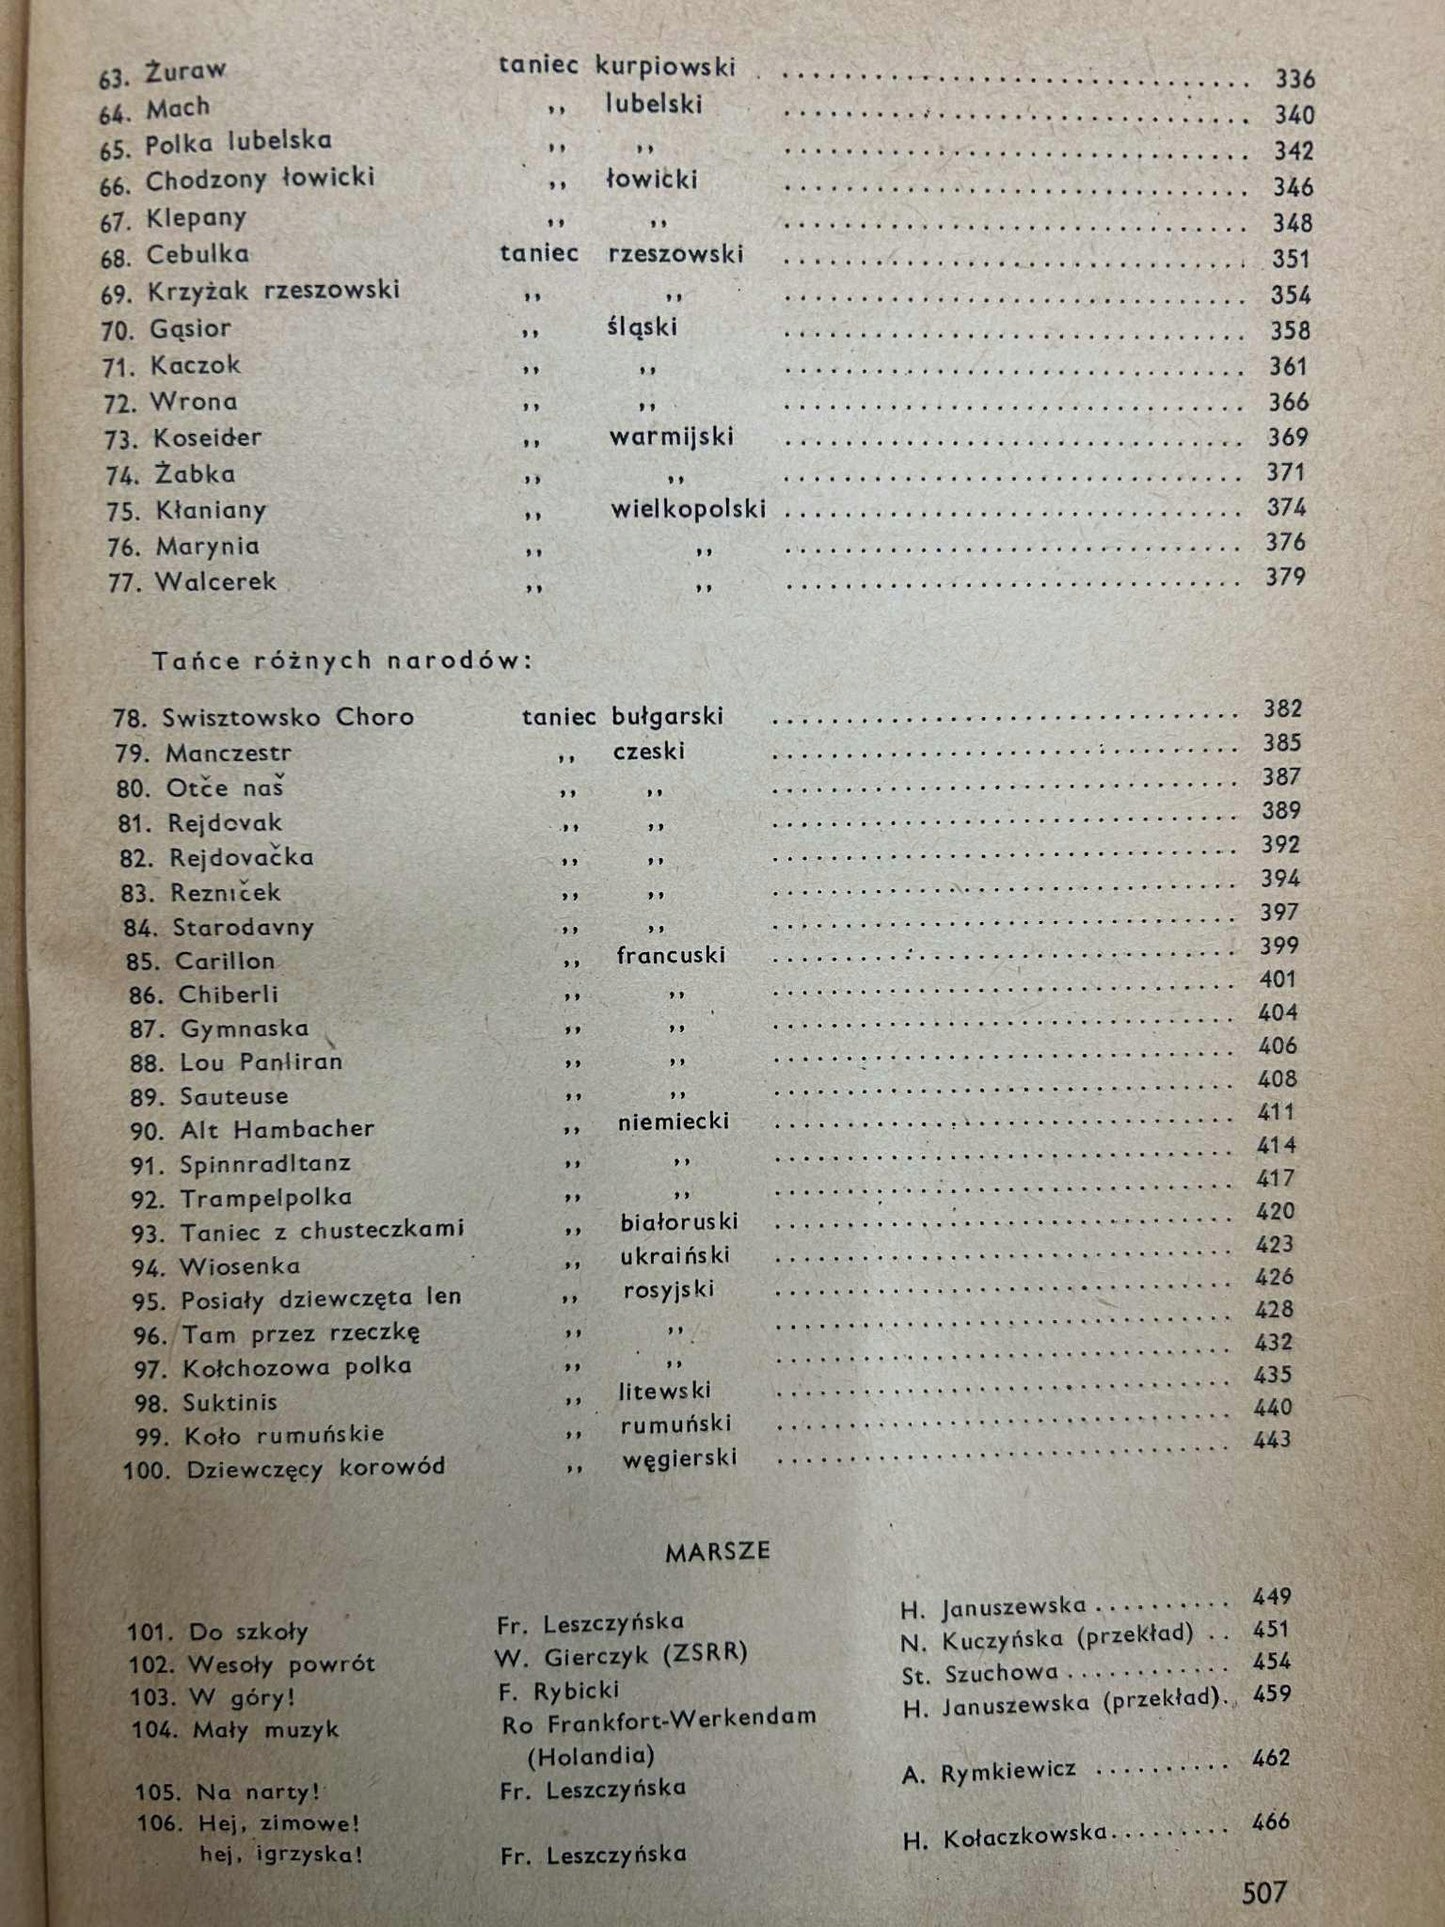 63. Żuraw taniec kurpiowski ................................ 336
64. Mach ,, lubelski ................................ 340
65. Polka lubelska ,, ,, ................................ 342
66. Chodzony łowicki ,, łowicki ................................ 346
67. Klepany ,, ,, ................................ 348
68. Cebulka taniec rzeszowski ................................ 351
69. Krzyżak rzeszowski ,, ,, ................................ 354
70. Gąsior ,, śląski ................................ 358
71. Kaczok ,, ,, ................................ 361
72. Wrona ,, ,, ................................ 366
73. Koseider ,, warmijski ................................ 369
74. Żabka ,, ,, ................................ 371
75. Kłaniany ,, wielkopolski ................................ 374
76. Marynia ,, ,, ................................ 376
77. Walcerek ,, ,, ................................ 379
Tańce różnych narodów:
78. Swisztowsko Choro taniec bułgarski ................................ 382
79. Manczestr ,, czeski ................................ 385
80. Otče naš ,, ,, ................................ 387
81. Rejdovak ,, ,, ................................ 389
82. Rejdovačka ,, ,, ................................ 392
83. Rezniček ,, ,, ................................ 394
84. Starodavny ,, ,, ................................ 397
85. Carillon ,, francuski ................................ 399
86. Chiberli ,, ,, ................................ 401
87. Gymnaska ,, ,, ................................ 404
88. Lou Panliran ,, ,, ................................ 406
89. Sauteuse ,, ,, ................................ 408
90. Alt Hambacher ,, niemiecki ................................ 411
91. Spinnradltanz ,, ,, ................................ 414
92. Trampelpolka ,, ,, ................................ 417
93. Taniec z chusteczkami ,, białoruski ................................ 420
94. Wiosenka ,, ukraiński ................................ 423
95. Posiały dziewczęta len ,, rosyjski ................................ 426
96. Tam przez rzeczkę ,, ,, ................................ 428
97. Kołchozowa polka ,, ,, ................................ 432
98. Suktinis ,, litewski ................................ 435
99. Koło rumuńskie ,, rumuński ................................ 440
100. Dziewczęcy korowód ,, węgierski ................................ 443
MARSZE
101. Do szkoły Fr. Leszczyńska H. Januszewska .......... 449
102. Wesoły powrót W. Gierczyk (ZSRR) N. Kuczyńska (przekład) .. 451
103. W góry! F. Rybicki St. Szuchowa ............ 454
104. Mały muzyk Ro Frankfort-Werkendam H. Januszewska (przekład).. 459
(Holandia)
105. Na narty! Fr. Leszczyńska A. Rymkiewicz .......... 462
106. Hej, zimowe!
hej, igrzyska! Fr. Leszczyńska H. Kołaczkowska......... 466
507